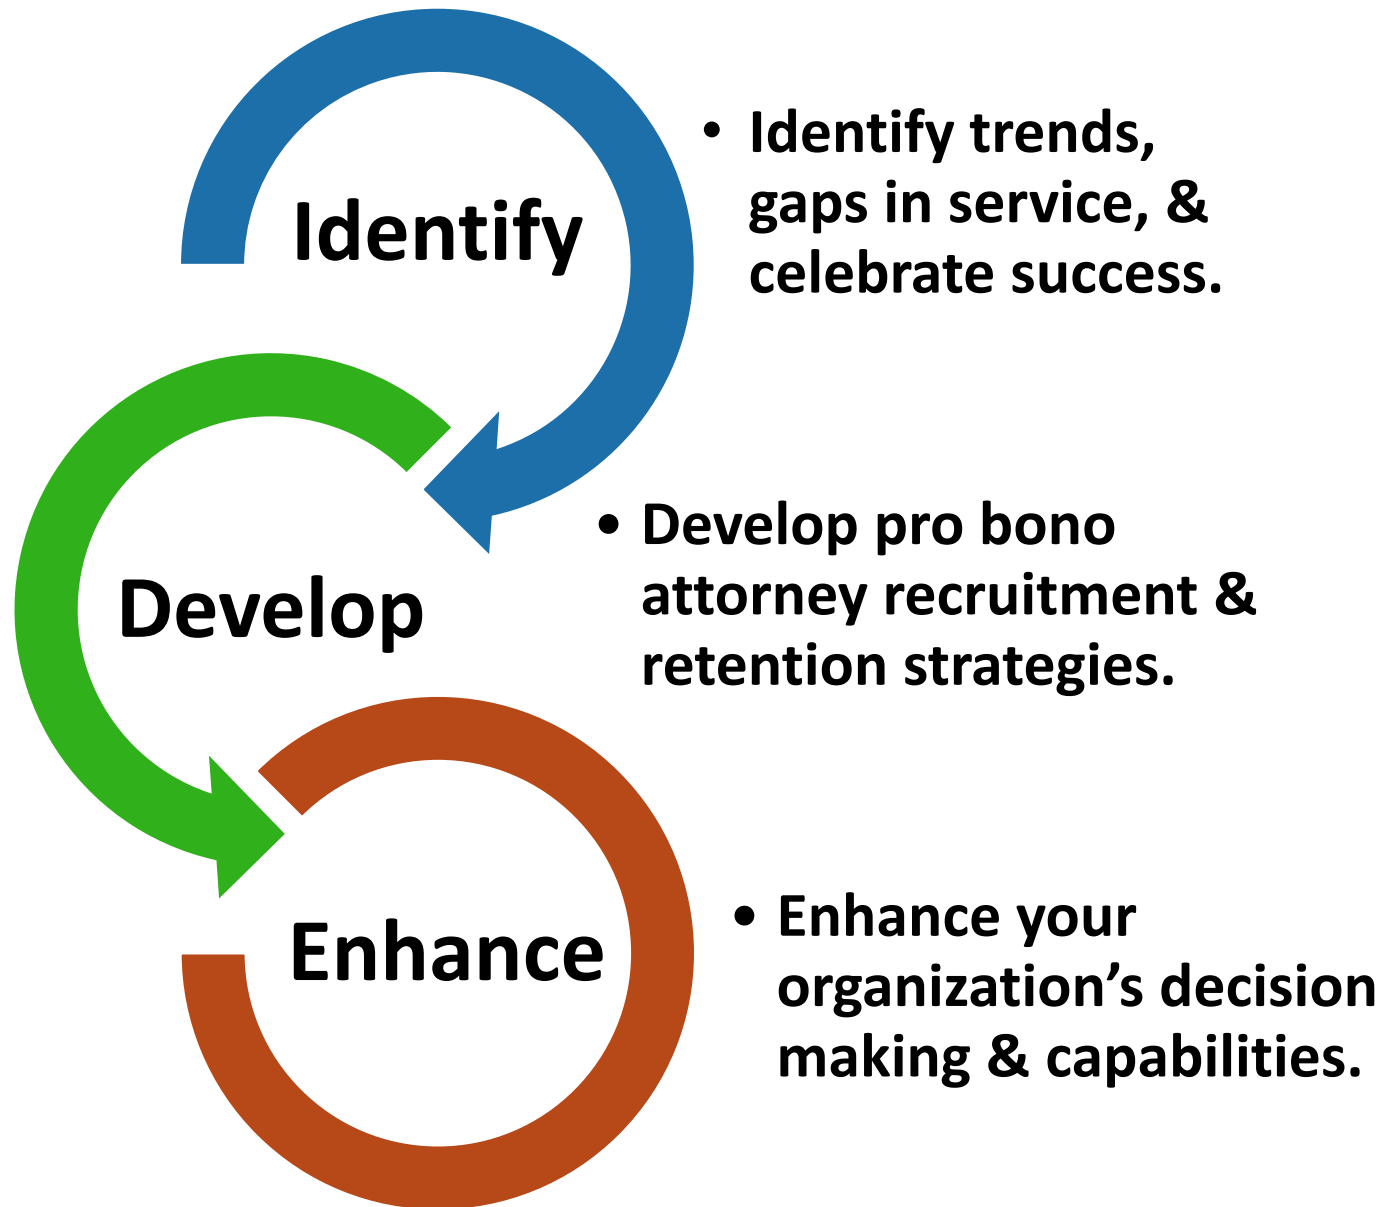 Identify
• Identify trends,
gaps in service, &
celebrate success.
Develop
• Develop pro bono
attorney recruitment &
retention strategies.
Enhance
• Enhance your
organization’s decision
making & capabilities.